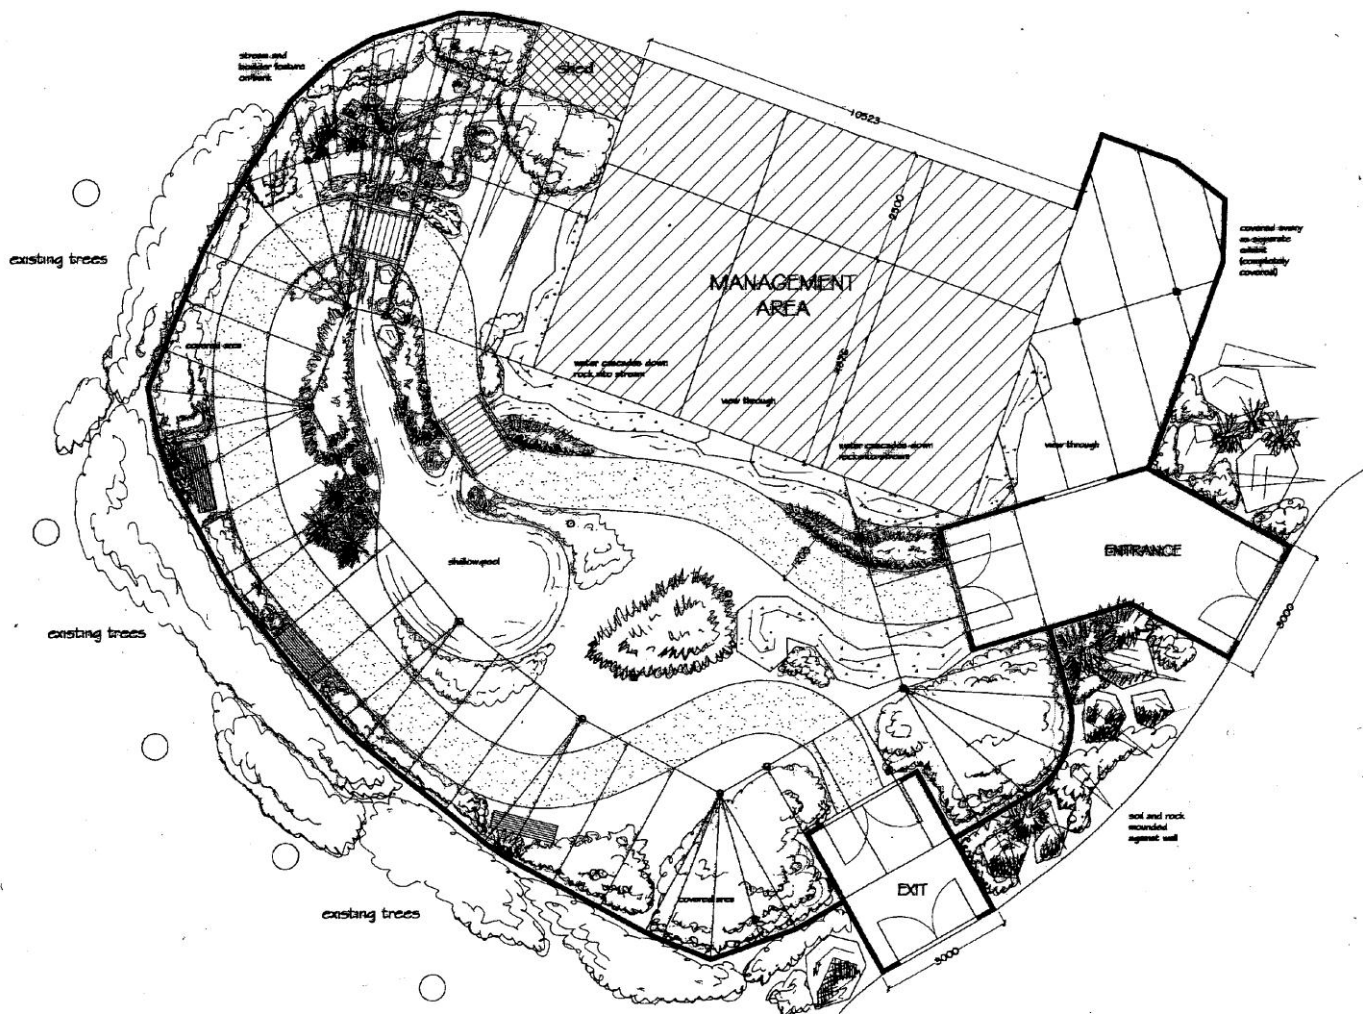 stream and
boulder feature
on bank
shed
10523
2500
covered aviary
as separate
exhibit
(completely
covered)
existing trees
MANAGEMENT
AREA
covered area
water cascades down
rock into stream
view through
water cascades down
rock into stream
view through
ENTRANCE
shallow pool
3000
existing trees
soil and rock
mounded
against wall
EXIT
covered area
existing trees
3000